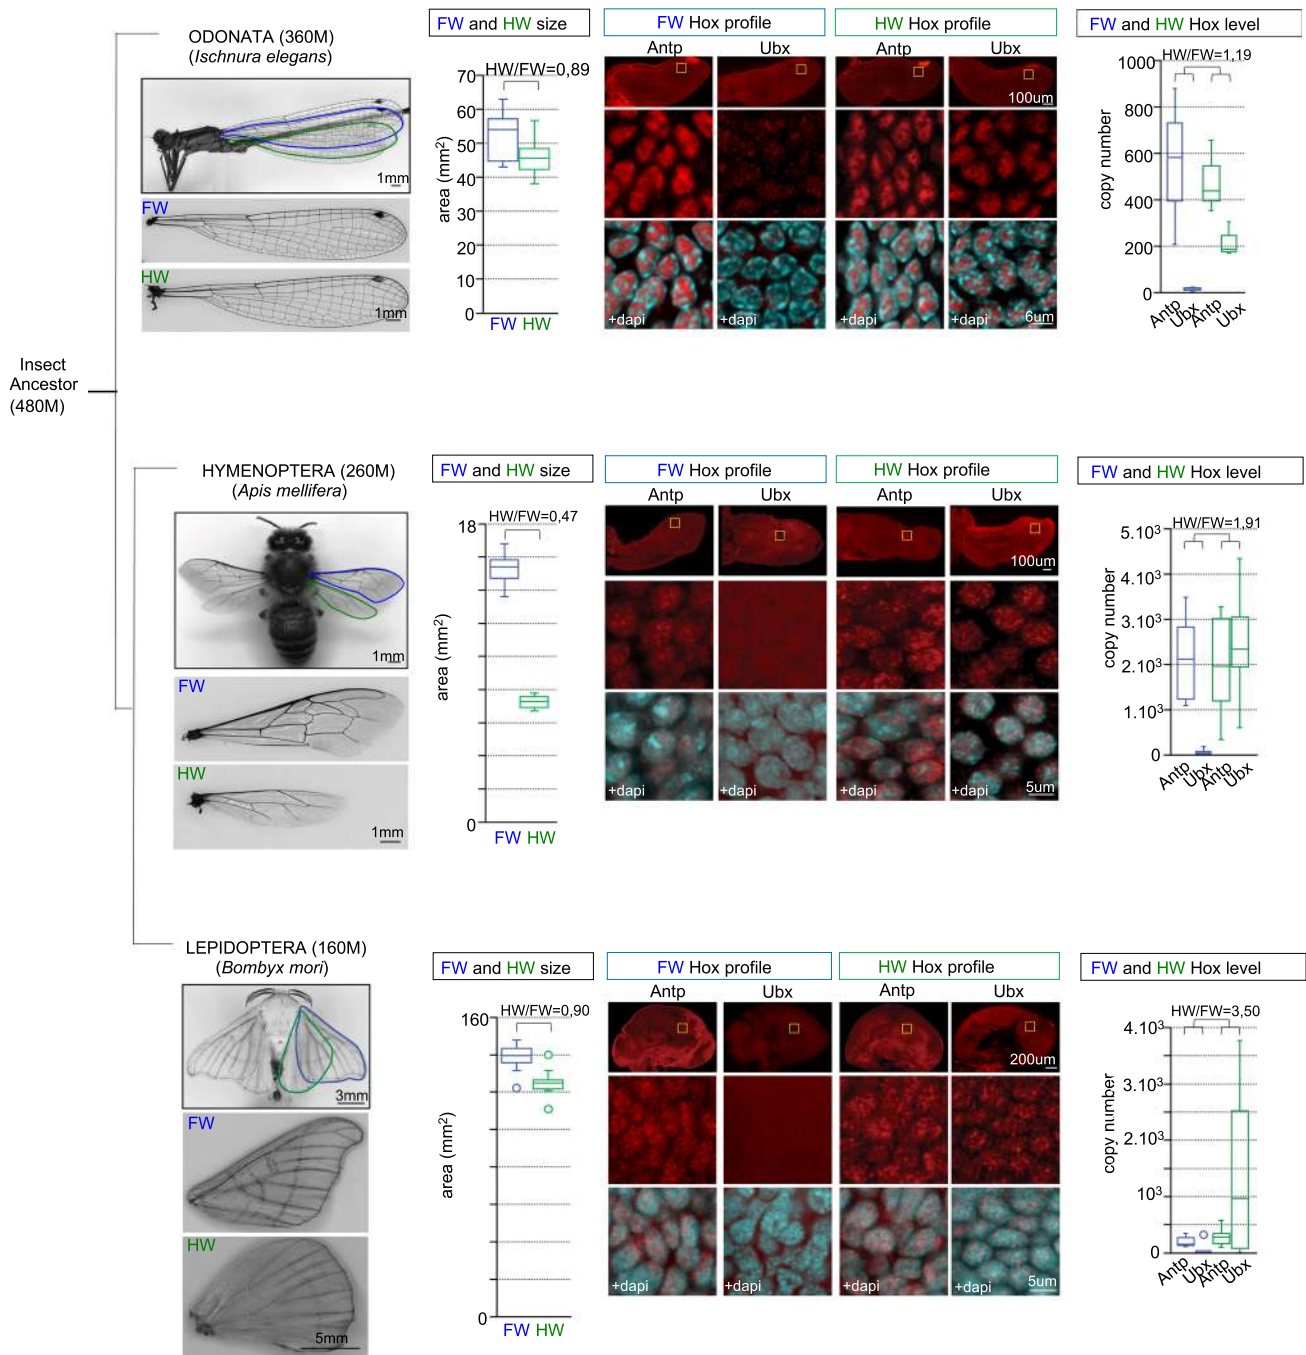 ODONATA (360M)
(Ischnura elegans)
1mm
FW
HW
1mm
FW and HW size
HW/FW=0,89
70
60
50
40
30
20
10
0
area (mm²)
FW HW
FW Hox profile
HW Hox profile
Antp Ubx Antp Ubx
100um
+dapi +dapi +dapi +dapi
6um
FW and HW Hox level
HW/FW=1,19
1000
800
600
400
200
0
copy number
Antp Ubx Antp Ubx
Insect
Ancestor
(480M)
HYMENOPTERA (260M)
(Apis mellifera)
1mm
FW
HW
1mm
FW and HW size
HW/FW=0,47
18
0
area (mm²)
FW HW
FW Hox profile
HW Hox profile
Antp Ubx Antp Ubx
100um
+dapi +dapi +dapi +dapi
5um
FW and HW Hox level
HW/FW=1,91
5.10³
4.10³
3.10³
2.10³
1.10³
0
copy number
Antp Ubx Antp Ubx
LEPIDOPTERA (160M)
(Bombyx mori)
3mm
FW
HW
5mm
FW and HW size
HW/FW=0,90
160
0
area (mm²)
FW HW
FW Hox profile
HW Hox profile
Antp Ubx Antp Ubx
200um
+dapi +dapi +dapi +dapi
5um
FW and HW Hox level
HW/FW=3,50
4.10³
3.10³
2.10³
10³
0
copy number
Antp Ubx Antp Ubx